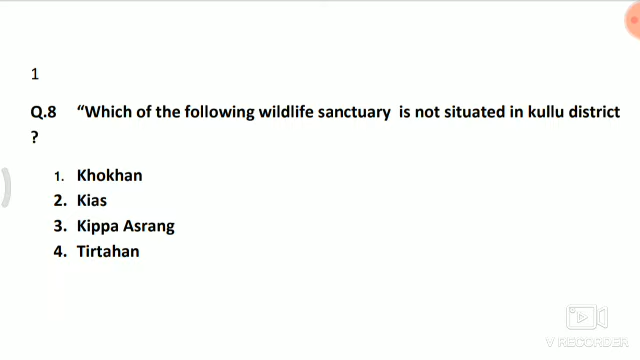 1
Q.8 “Which of the following wildlife sanctuary is not situated in kullu district
?
1. Khokhan
2. Kias
3. Kippa Asrang
4. Tirtahan
V RECORDER